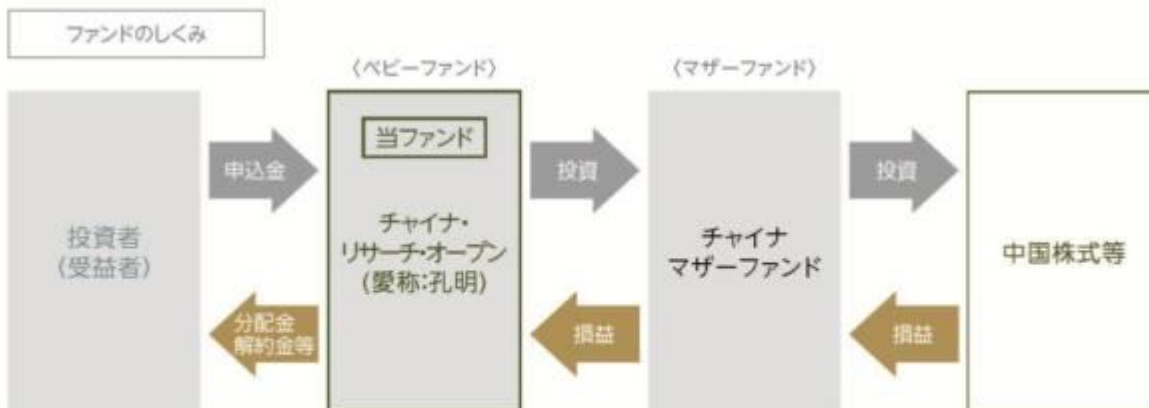 ファンドのしくみ
〈ベビーファンド〉
〈マザーファンド〉
投資者
(受益者)
申込金
分配金
解約金等
当ファンド
チャイナ・
リサーチ・オープン
(愛称:孔明)
投資
損益
チャイナ
マザーファンド
投資
損益
中国株式等